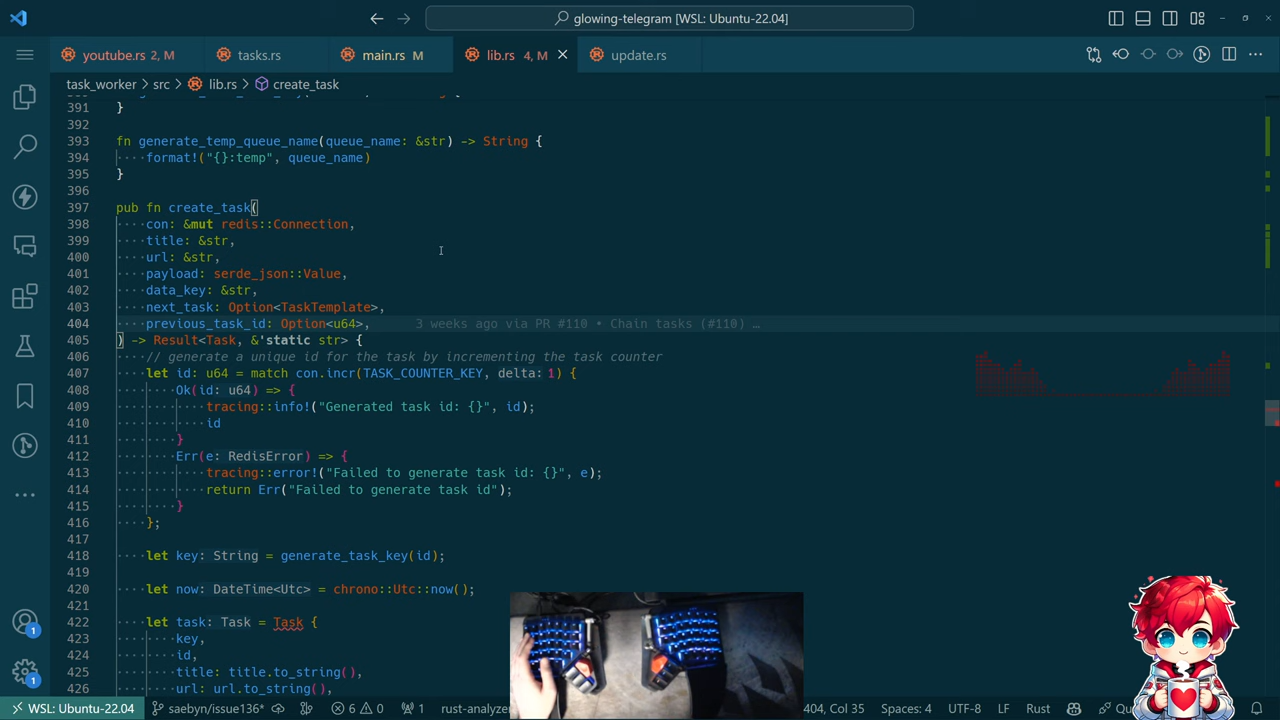 glowing-telegram [WSL: Ubuntu-22.04]
youtube.rs 2, M
tasks.rs
main.rs M
lib.rs 4, M
update.rs
task_worker > src > lib.rs > create_task
391 }
392
393 fn generate_temp_queue_name(queue_name: &str) -> String {
394 ····format!("{}:temp", queue_name)
395 }
396
397 pub fn create_task(
398 ····con: &mut redis::Connection,
399 ····title: &str,
400 ····url: &str,
401 ····payload: serde_json::Value,
402 ····data_key: &str,
403 ····next_task: Option<TaskTemplate>,
404 ····previous_task_id: Option<u64>, 3 weeks ago via PR #110 • Chain tasks (#110) …
405 ) -> Result<Task, &'static str> {
406 ····// generate a unique id for the task by incrementing the task counter
407 ····let id: u64 = match con.incr(TASK_COUNTER_KEY, delta: 1) {
408 ········Ok(id: u64) => {
409 ············tracing::info!("Generated task id: {}", id);
410 ············id
411 ········}
412 ········Err(e: RedisError) => {
413 ············tracing::error!("Failed to generate task id: {}", e);
414 ············return Err("Failed to generate task id");
415 ········}
416 ····};
417
418 ····let key: String = generate_task_key(id);
419
420 ····let now: DateTime<Utc> = chrono::Utc::now();
421
422 ····let task: Task = Task {
423 ········key,
424 ········id,
425 ········title: title.to_string(),
426 ········url: url.to_string(),
1
1
WSL: Ubuntu-22.04
saebyn/issue136*
6
0
1
rust-analyzer
404, Col 35
Spaces: 4
UTF-8
LF
Rust